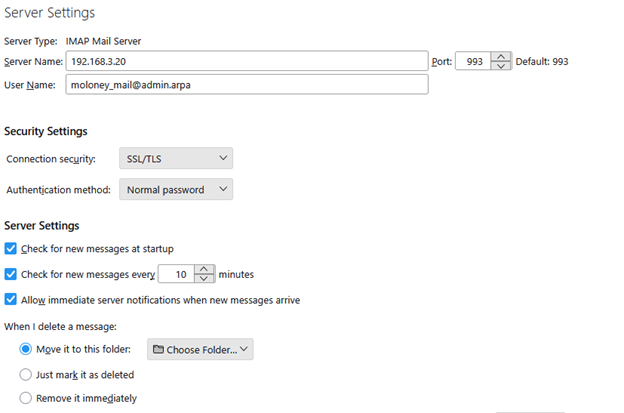 Server Settings
Server Type: IMAP Mail Server
Server Name: 192.168.3.20 Port: 993 Default: 993
User Name: moloney_mail@admin.arpa
Security Settings
Connection security: SSL/TLS
Authentication method: Normal password
Server Settings
Check for new messages at startup
Check for new messages every 10 minutes
Allow immediate server notifications when new messages arrive
When I delete a message:
Move it to this folder: Choose Folder...
Just mark it as deleted
Remove it immediately